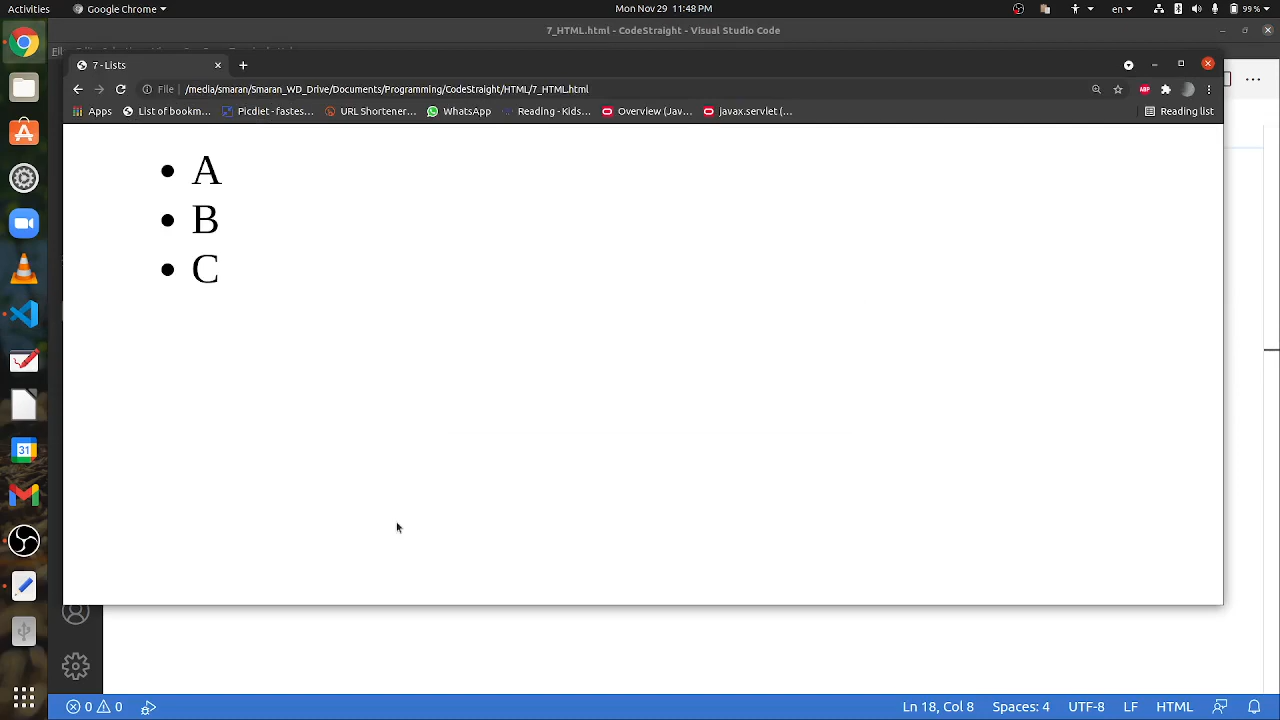 Activities
Google Chrome
Mon Nov 29 11:48 PM
en
99%
7_HTML.html - CodeStraight - Visual Studio Code
7 -Lists
File
/media/smaran/Smaran_WD_Drive/Documents/Programming/CodeStraight/HTML/7_HTML.html
ABP
Apps
List of bookm...
Picdiet - fastes...
URL Shortener...
WhatsApp
Reading - Kids...
Overview (Jav...
javax.servlet (...
Reading list
• A
• B
• C
31
0 0
Ln 18, Col 8
Spaces: 4
UTF-8
LF
HTML